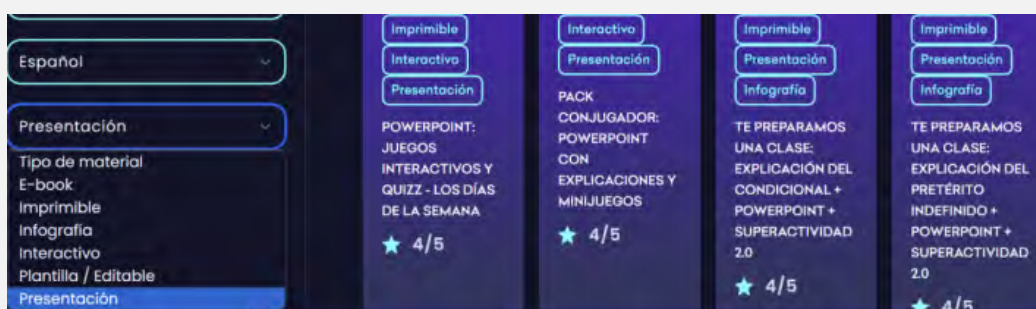 Español
Presentación
Tipo de material
E-book
Imprimible
Infografía
Interactivo
Plantilla / Editable
Presentación
Imprimible
Interactivo
Presentación
POWERPOINT:
JUEGOS
INTERACTIVOS Y
QUIZZ - LOS DÍAS
DE LA SEMANA
4/5
Interactivo
Presentación
PACK
CONJUGADOR:
POWERPOINT
CON
EXPLICACIONES Y
MINIJUEGOS
4/5
Imprimible
Presentación
Infografía
TE PREPARAMOS
UNA CLASE:
EXPLICACIÓN DEL
CONDICIONAL +
POWERPOINT +
SUPERACTIVIDAD
2.0
4/5
Imprimible
Presentación
Infografía
TE PREPARAMOS
UNA CLASE:
EXPLICACIÓN DEL
PRETÉRITO
INDEFINIDO +
POWERPOINT +
SUPERACTIVIDAD
2.0
4/5